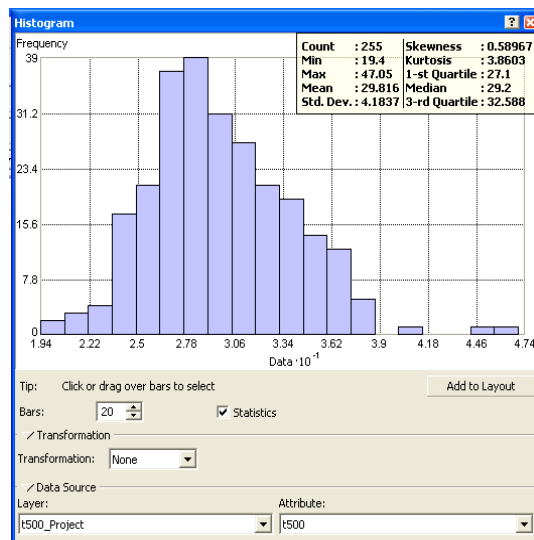 Histogram
Frequency
Count : 255 Skewness : 0.58967
Min : 19.4 Kurtosis : 3.8603
Max : 47.05 1-st Quartile : 27.1
Mean : 29.816 Median : 29.2
Std. Dev. : 4.1837 3-rd Quartile : 32.588
39
31.2
23.4
15.6
7.8
0
1.94 2.22 2.5 2.78 3.06 3.34 3.62 3.9 4.18 4.46 4.74
Data ·10⁻¹
Tip: Click or drag over bars to select Add to Layout
Bars: 20 Statistics
Transformation
Transformation: None
Data Source
Layer: Attribute:
t500_Project t500